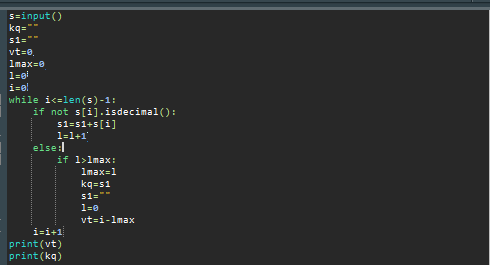 s=input()
kq=""
s1=""
vt=0
lmax=0
l=0
i=0
while i<=len(s)-1:
    if not s[i].isdecimal():
        s1=s1+s[i]
        l=l+1
    else:
        if l>lmax:
            lmax=l
            kq=s1
            s1=""
            l=0
            vt=i-lmax
    i=i+1
print(vt)
print(kq)